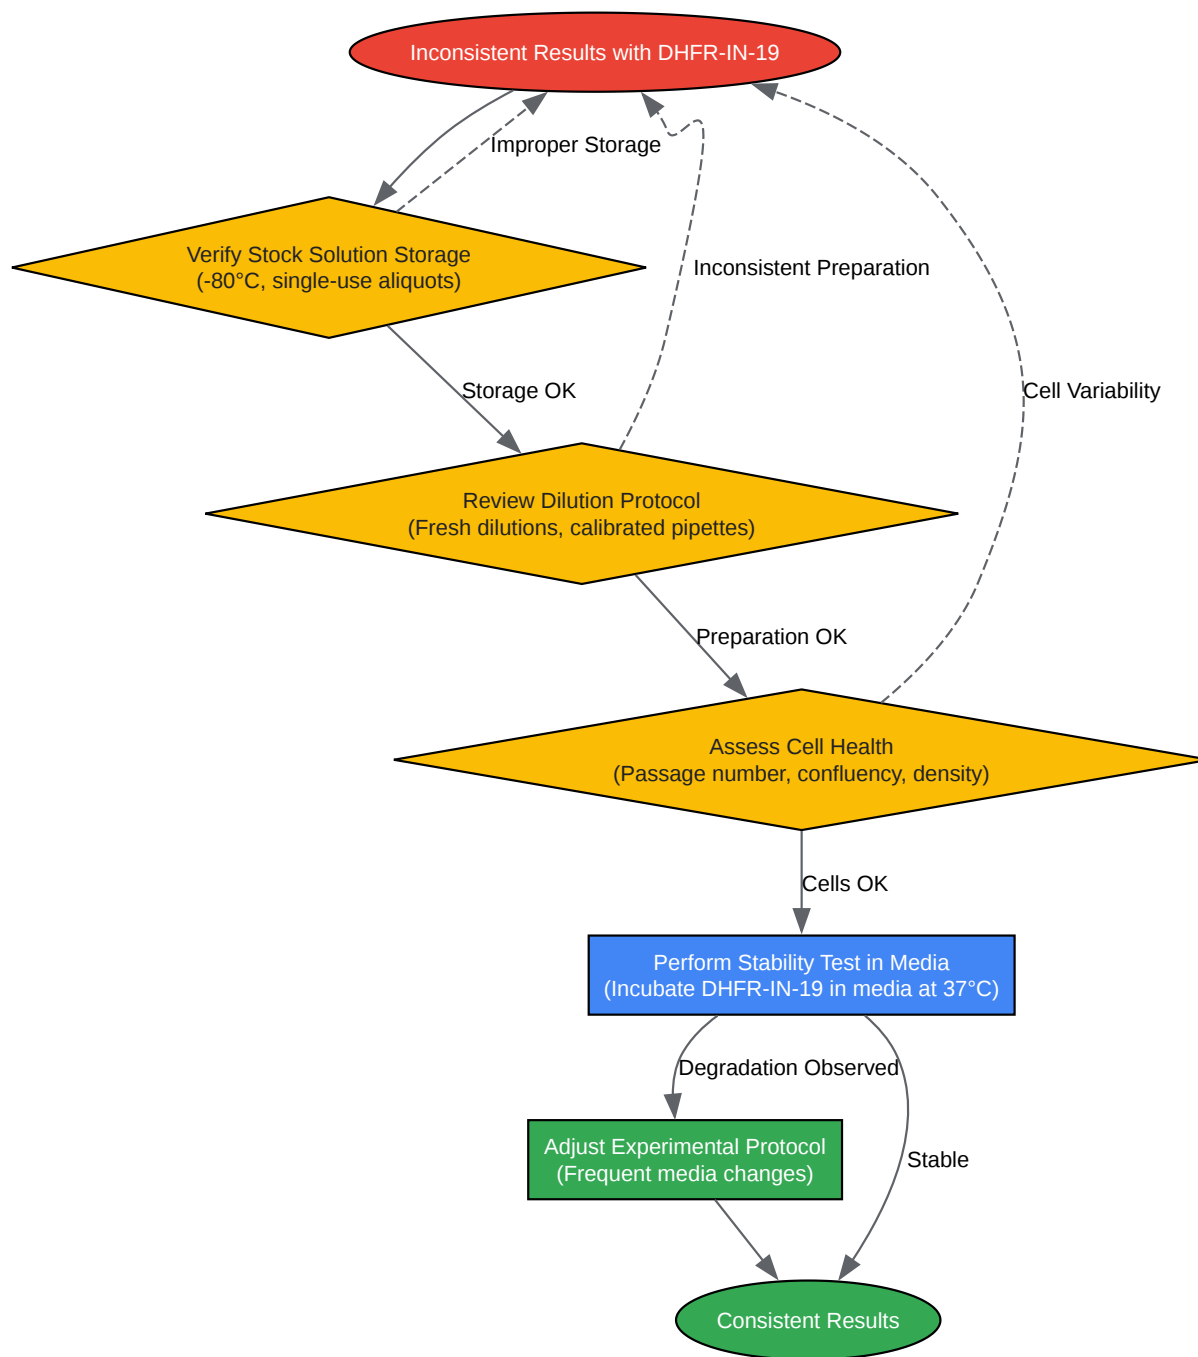 Inconsistent Results with DHFR-IN-19
Improper Storage
Verify Stock Solution Storage
(-80°C, single-use aliquots)
Inconsistent Preparation
Storage OK
Cell Variability
Review Dilution Protocol
(Fresh dilutions, calibrated pipettes)
Preparation OK
Assess Cell Health
(Passage number, confluency, density)
Cells OK
Perform Stability Test in Media
(Incubate DHFR-IN-19 in media at 37°C)
Degradation Observed
Adjust Experimental Protocol
(Frequent media changes)
Stable
Consistent Results